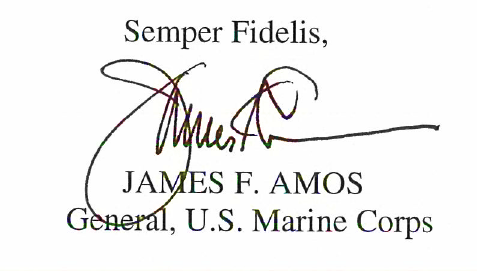 Semper Fidelis,
JAMES F. AMOS
General, U.S. Marine Corps